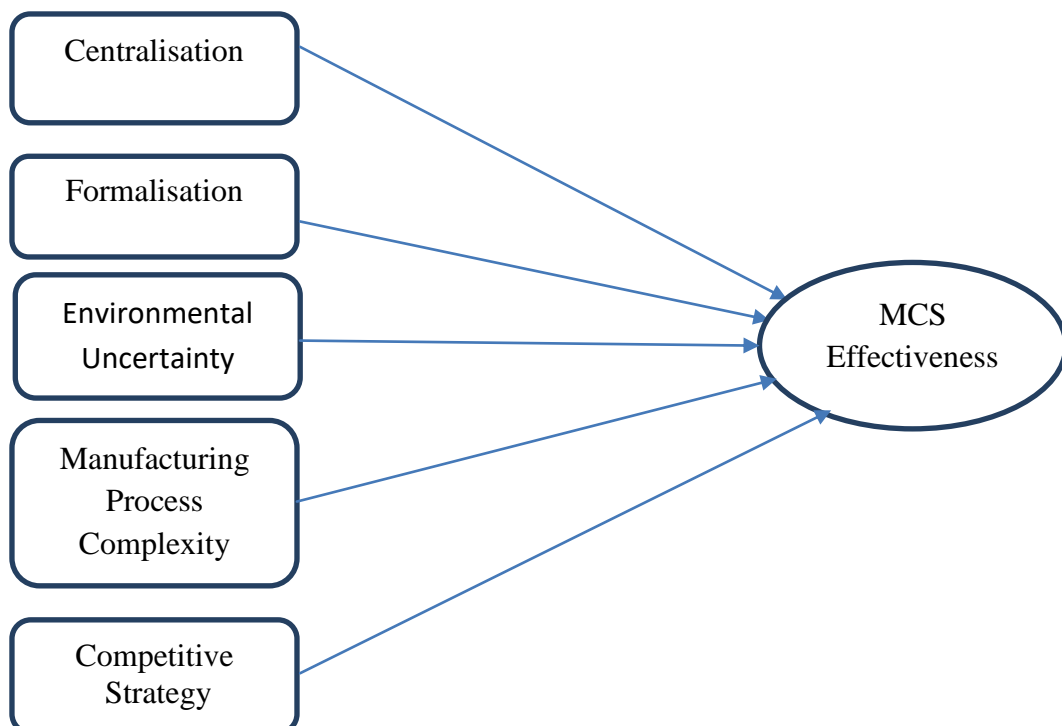 Centralisation
Formalisation
Environmental
Uncertainty
Manufacturing
Process
Complexity
Competitive
Strategy
MCS
Effectiveness